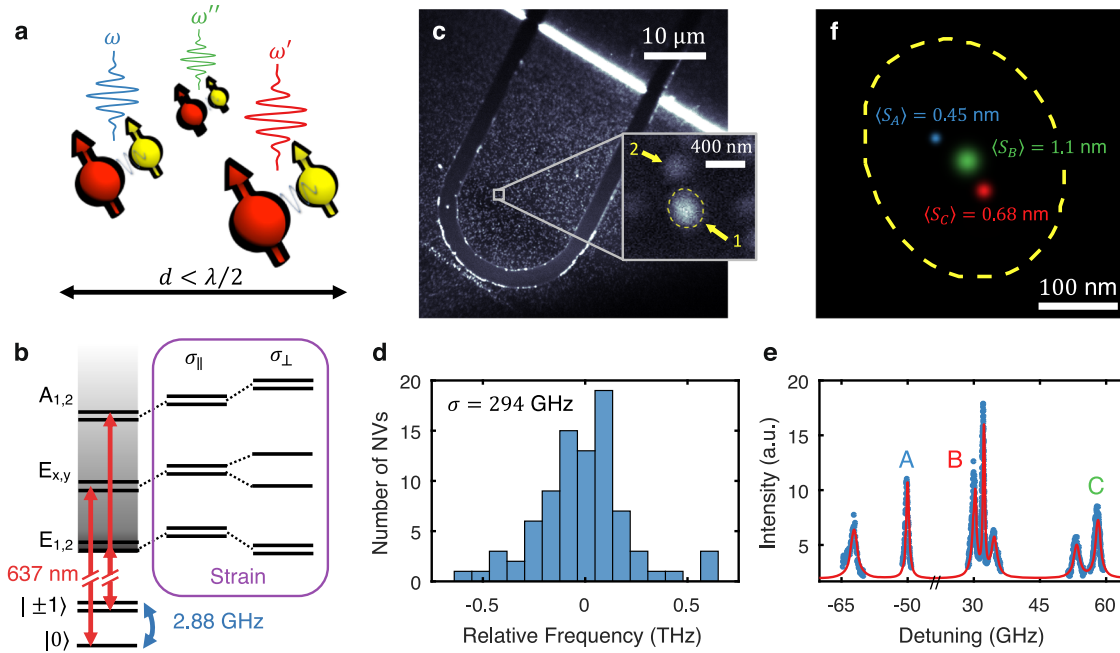 a
ω
ω''
ω'
d < λ/2
b
σ∥
σ⊥
A1,2
Ex,y
E1,2
637 nm
Strain
| ±1⟩
|0⟩
2.88 GHz
c
10 μm
400 nm
2
1
d
σ = 294 GHz
Number of NVs
20
15
10
5
0
-0.5
0
0.5
Relative Frequency (THz)
f
⟨SA⟩ = 0.45 nm
⟨SB⟩ = 1.1 nm
⟨SC⟩ = 0.68 nm
100 nm
e
Intensity (a.u.)
20
15
10
5
A
B
C
-65
-50
30
45
60
Detuning (GHz)